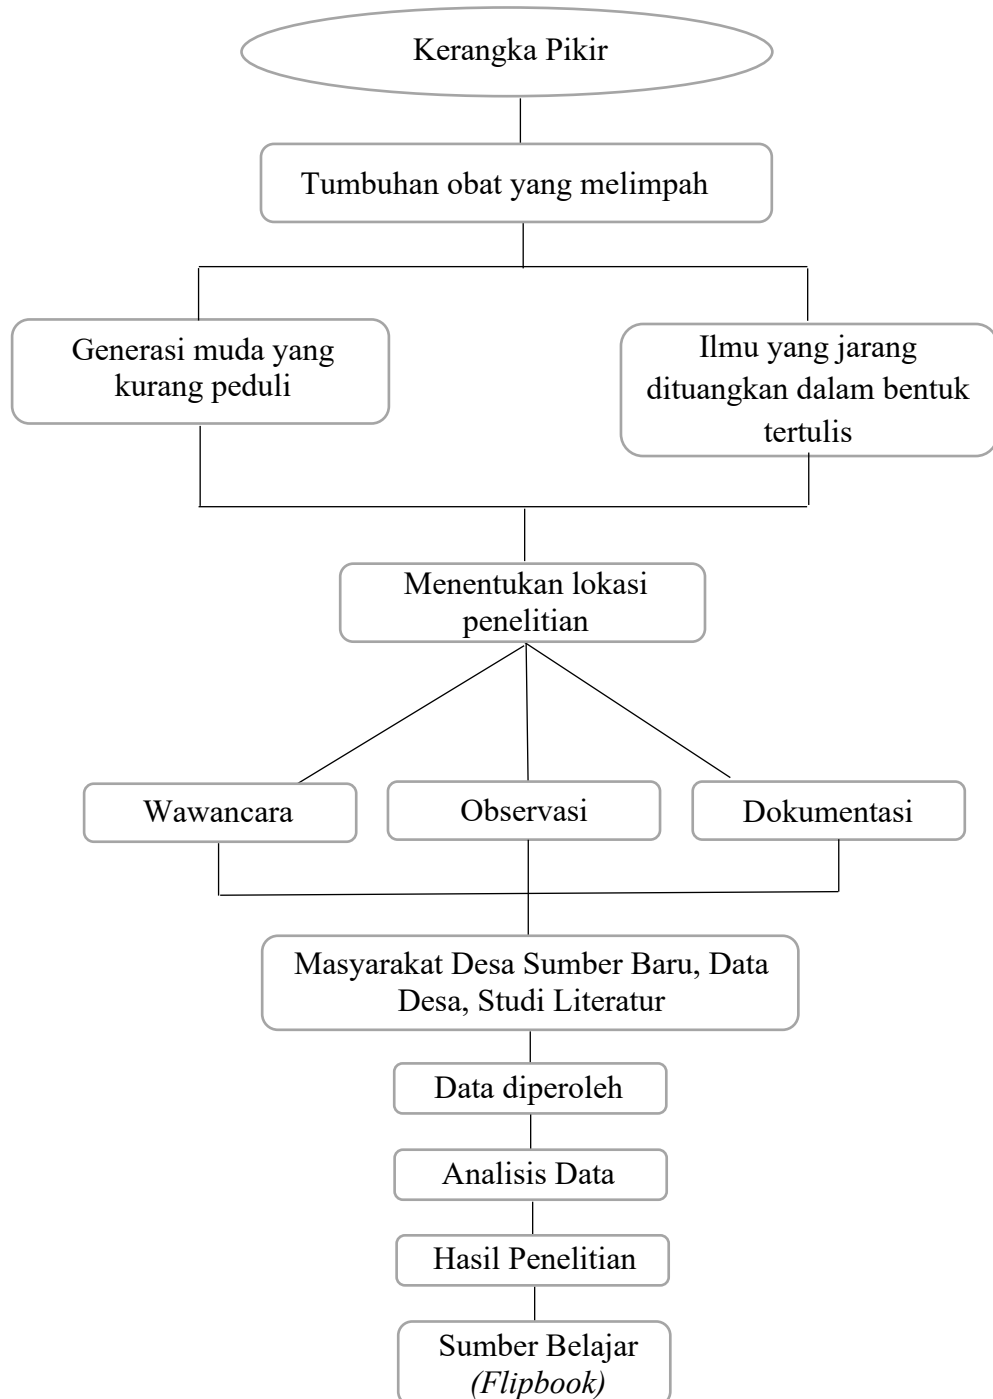 Kerangka Pikir
Tumbuhan obat yang melimpah
Generasi muda yang
kurang peduli
Ilmu yang jarang
dituangkan dalam bentuk
tertulis
Menentukan lokasi
penelitian
Wawancara
Observasi
Dokumentasi
Masyarakat Desa Sumber Baru, Data
Desa, Studi Literatur
Data diperoleh
Analisis Data
Hasil Penelitian
Sumber Belajar
(Flipbook)